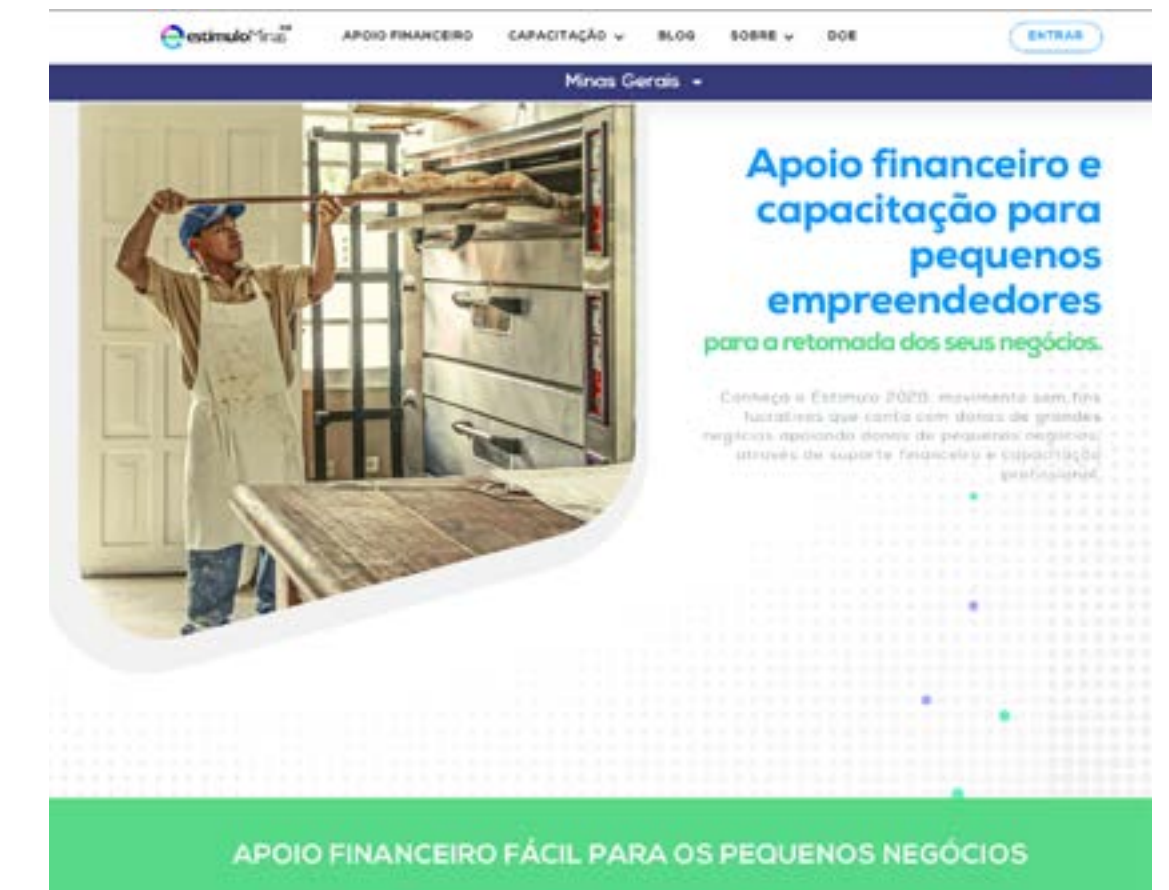 estímuloMinas
APOIO FINANCEIRO CAPACITAÇÃO BLOG SOBRE DOE ENTRAR
Minas Gerais
Apoio financeiro e
capacitação para
pequenos
empreendedores
para a retomada dos seus negócios.
Conheça o Estímulo 2020, movimento sem fins
lucrativos que conta com donos de grandes
negócios apoiando donos de pequenos negócios,
através de suporte financeiro e capacitação
profissional.
APOIO FINANCEIRO FÁCIL PARA OS PEQUENOS NEGÓCIOS